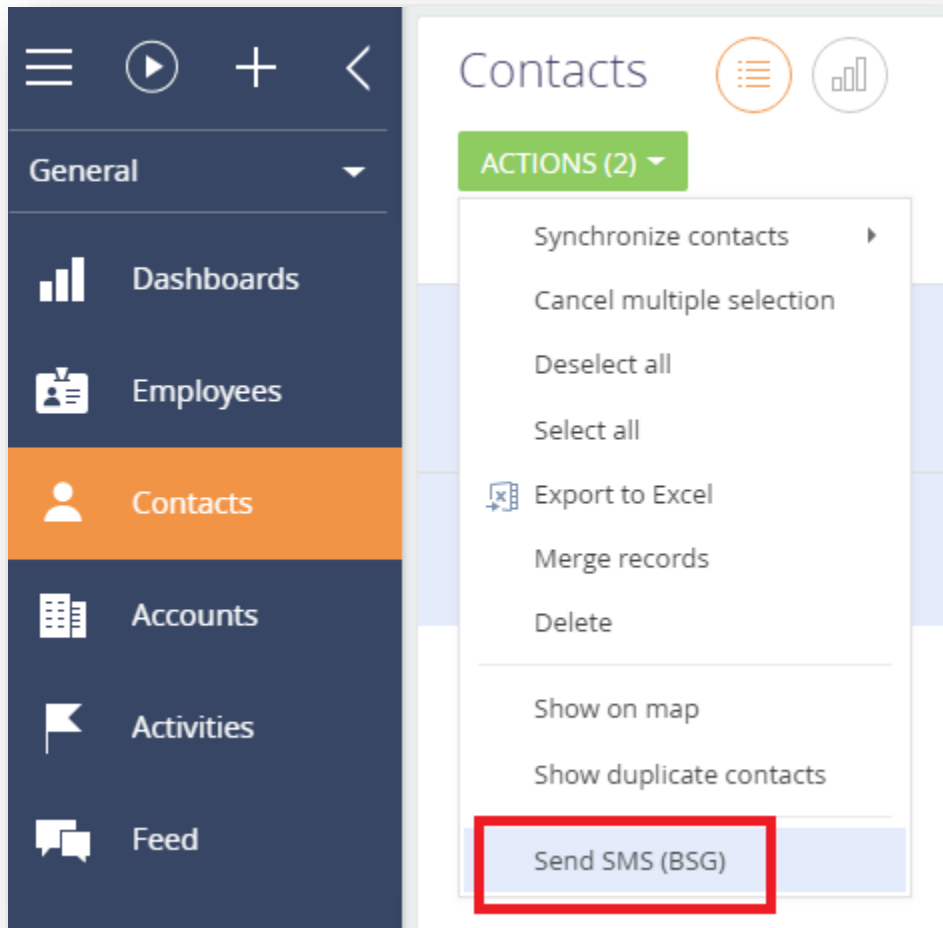 Contacts
General
ACTIONS (2)
Dashboards
Employees
Contacts
Accounts
Activities
Feed
Synchronize contacts
Cancel multiple selection
Deselect all
Select all
Export to Excel
Merge records
Delete
Show on map
Show duplicate contacts
Send SMS (BSG)